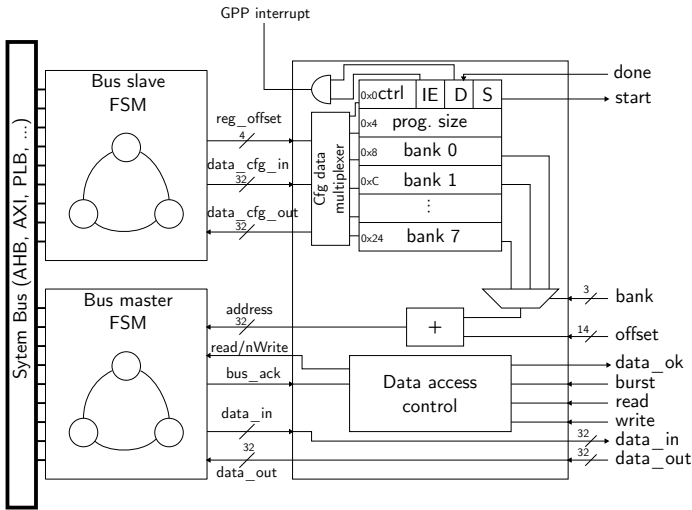 GPP interrupt
Sytem Bus (AHB, AXI, PLB, ...)
Bus slave
FSM
reg_offset
4
data_cfg_in
32
data_cfg_out
32
Cfg data
multiplexer
0x0 ctrl IE D S
0x4 prog. size
0x8 bank 0
0xC bank 1
⋮
0x24 bank 7
done
start
Bus master
FSM
address
32
read/nWrite
bus_ack
data_in
32
data_out
+
Data access
control
3 bank
14 offset
data_ok
burst
read
write
32 data_in
32 data_out